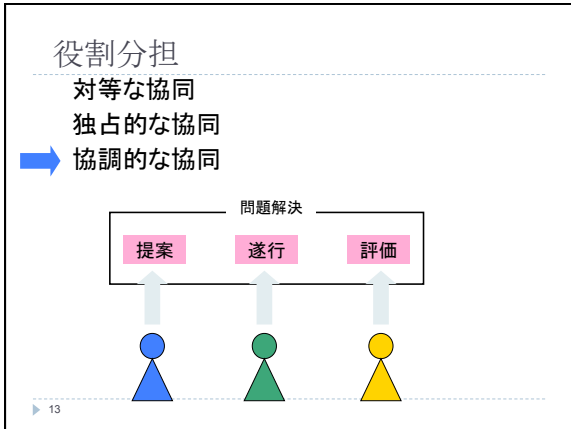 役割分担
対等な協同
独占的な協同
協調的な協同
問題解決
提案 遂行 評価
13